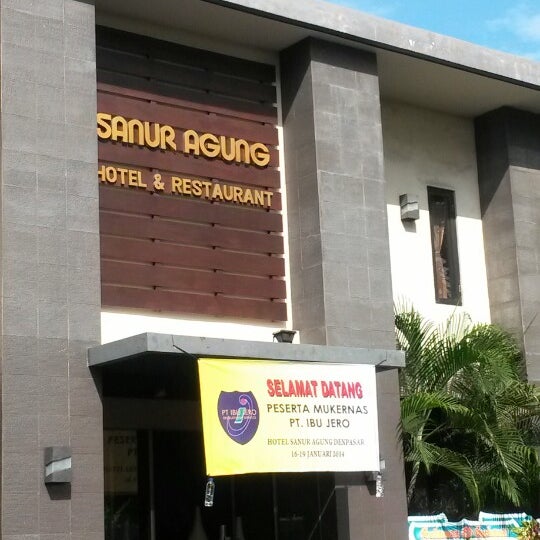 SANUR AGUNG
HOTEL & RESTAURANT
PT IBU JERO
SELAMAT DATANG
PESERTA MUKERNAS
PT. IBU JERO
HOTEL SANUR AGUNG DENPASAR
16-19 JANUARI 2014